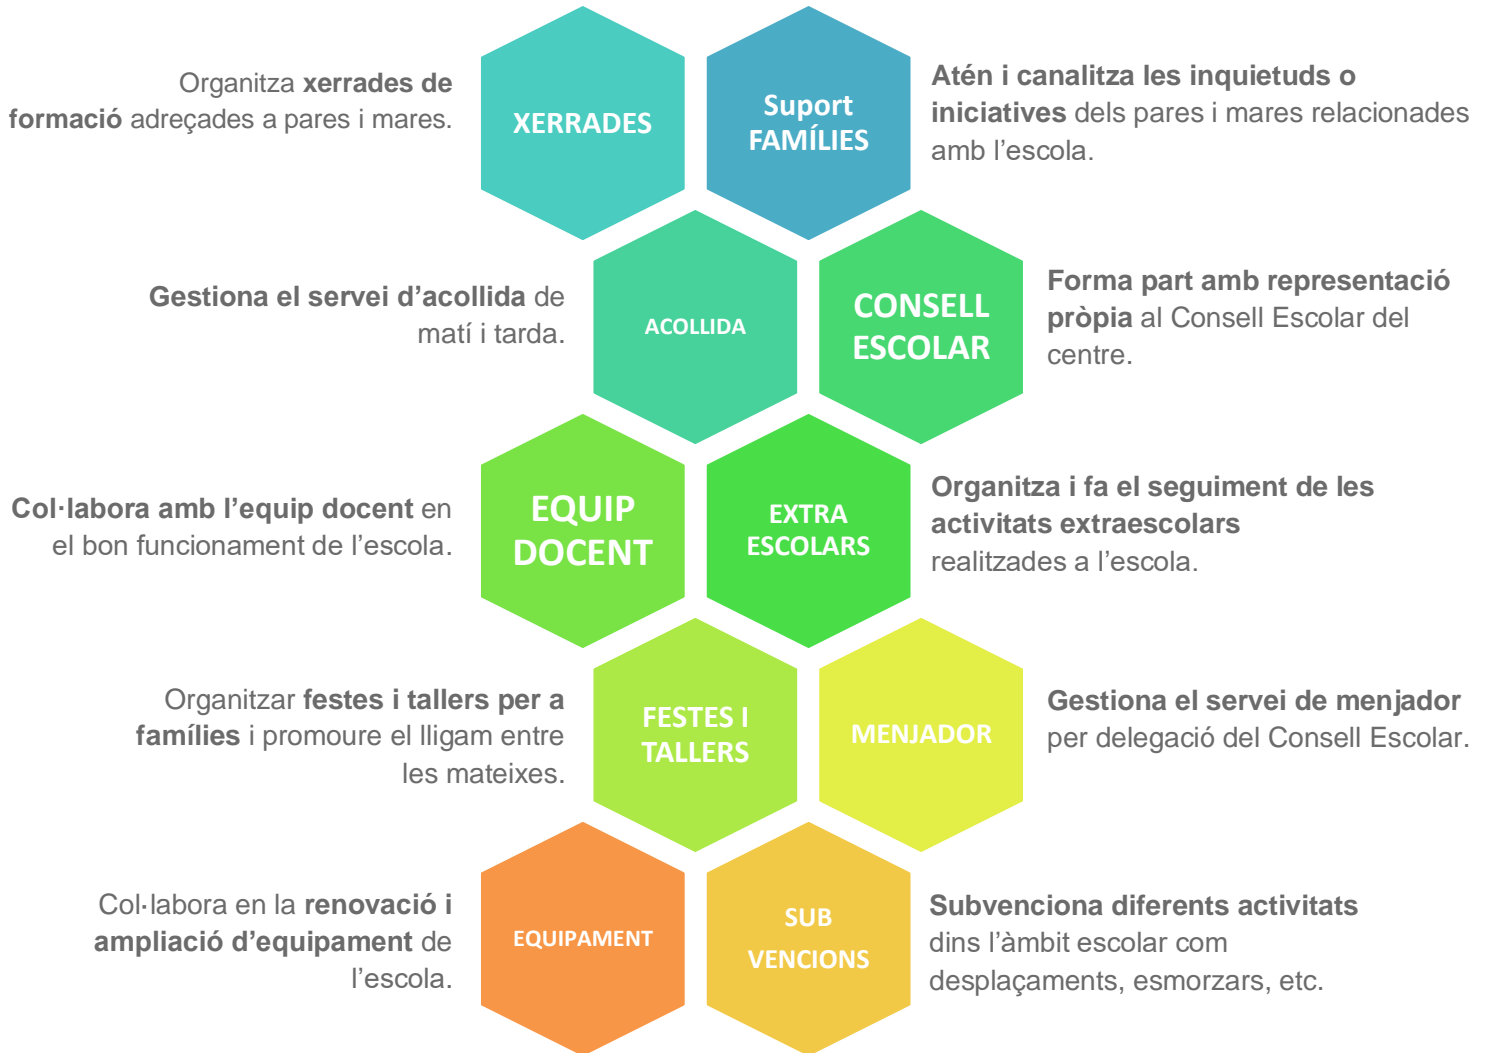 Organitza xerrades de
formació adreçades a pares i mares.
XERRADES
Suport
FAMÍLIES
Atén i canalitza les inquietuds o
iniciatives dels pares i mares relacionades
amb l’escola.
Gestiona el servei d’acollida de
matí i tarda.
ACOLLIDA
CONSELL
ESCOLAR
Forma part amb representació
pròpia al Consell Escolar del
centre.
Col·labora amb l’equip docent en
el bon funcionament de l’escola.
EQUIP
DOCENT
EXTRA
ESCOLARS
Organitza i fa el seguiment de les
activitats extraescolars
realitzades a l’escola.
Organitzar festes i tallers per a
famílies i promoure el lligam entre
les mateixes.
FESTES I
TALLERS
MENJADOR
Gestiona el servei de menjador
per delegació del Consell Escolar.
Col·labora en la renovació i
ampliació d’equipament de
l’escola.
EQUIPAMENT
SUB
VENCIONS
Subvenciona diferents activitats
dins l’àmbit escolar com
desplaçaments, esmorzars, etc.